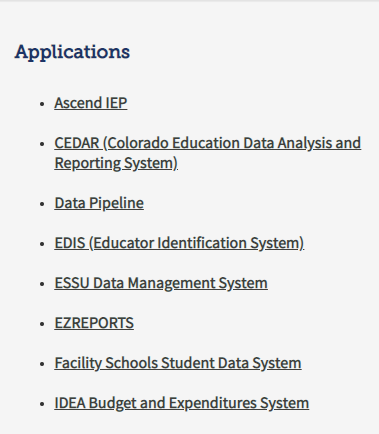 Applications
• Ascend IEP
• CEDAR (Colorado Education Data Analysis and
Reporting System)
• Data Pipeline
• EDIS (Educator Identification System)
• ESSU Data Management System
• EZREPORTS
• Facility Schools Student Data System
• IDEA Budget and Expenditures System